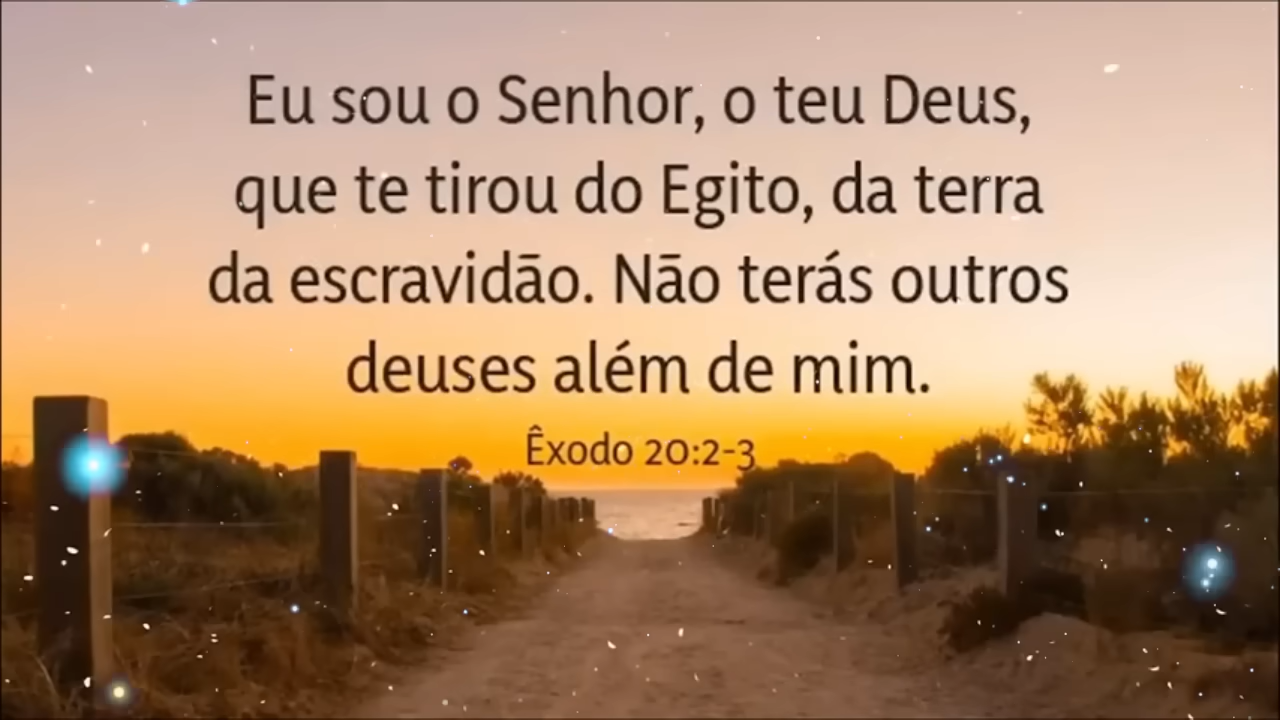 Eu sou o Senhor, o teu Deus,
que te tirou do Egito, da terra
da escravidão. Não terás outros
deuses além de mim.
Êxodo 20:2-3